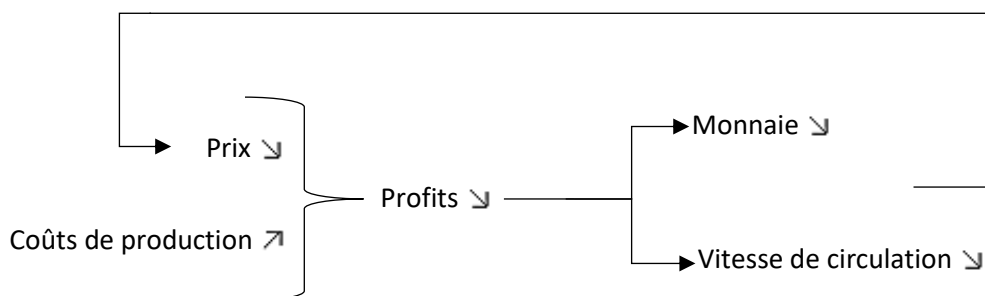 Prix ↘
Monnaie ↘
Profits ↘
Coûts de production ↗
Vitesse de circulation ↘